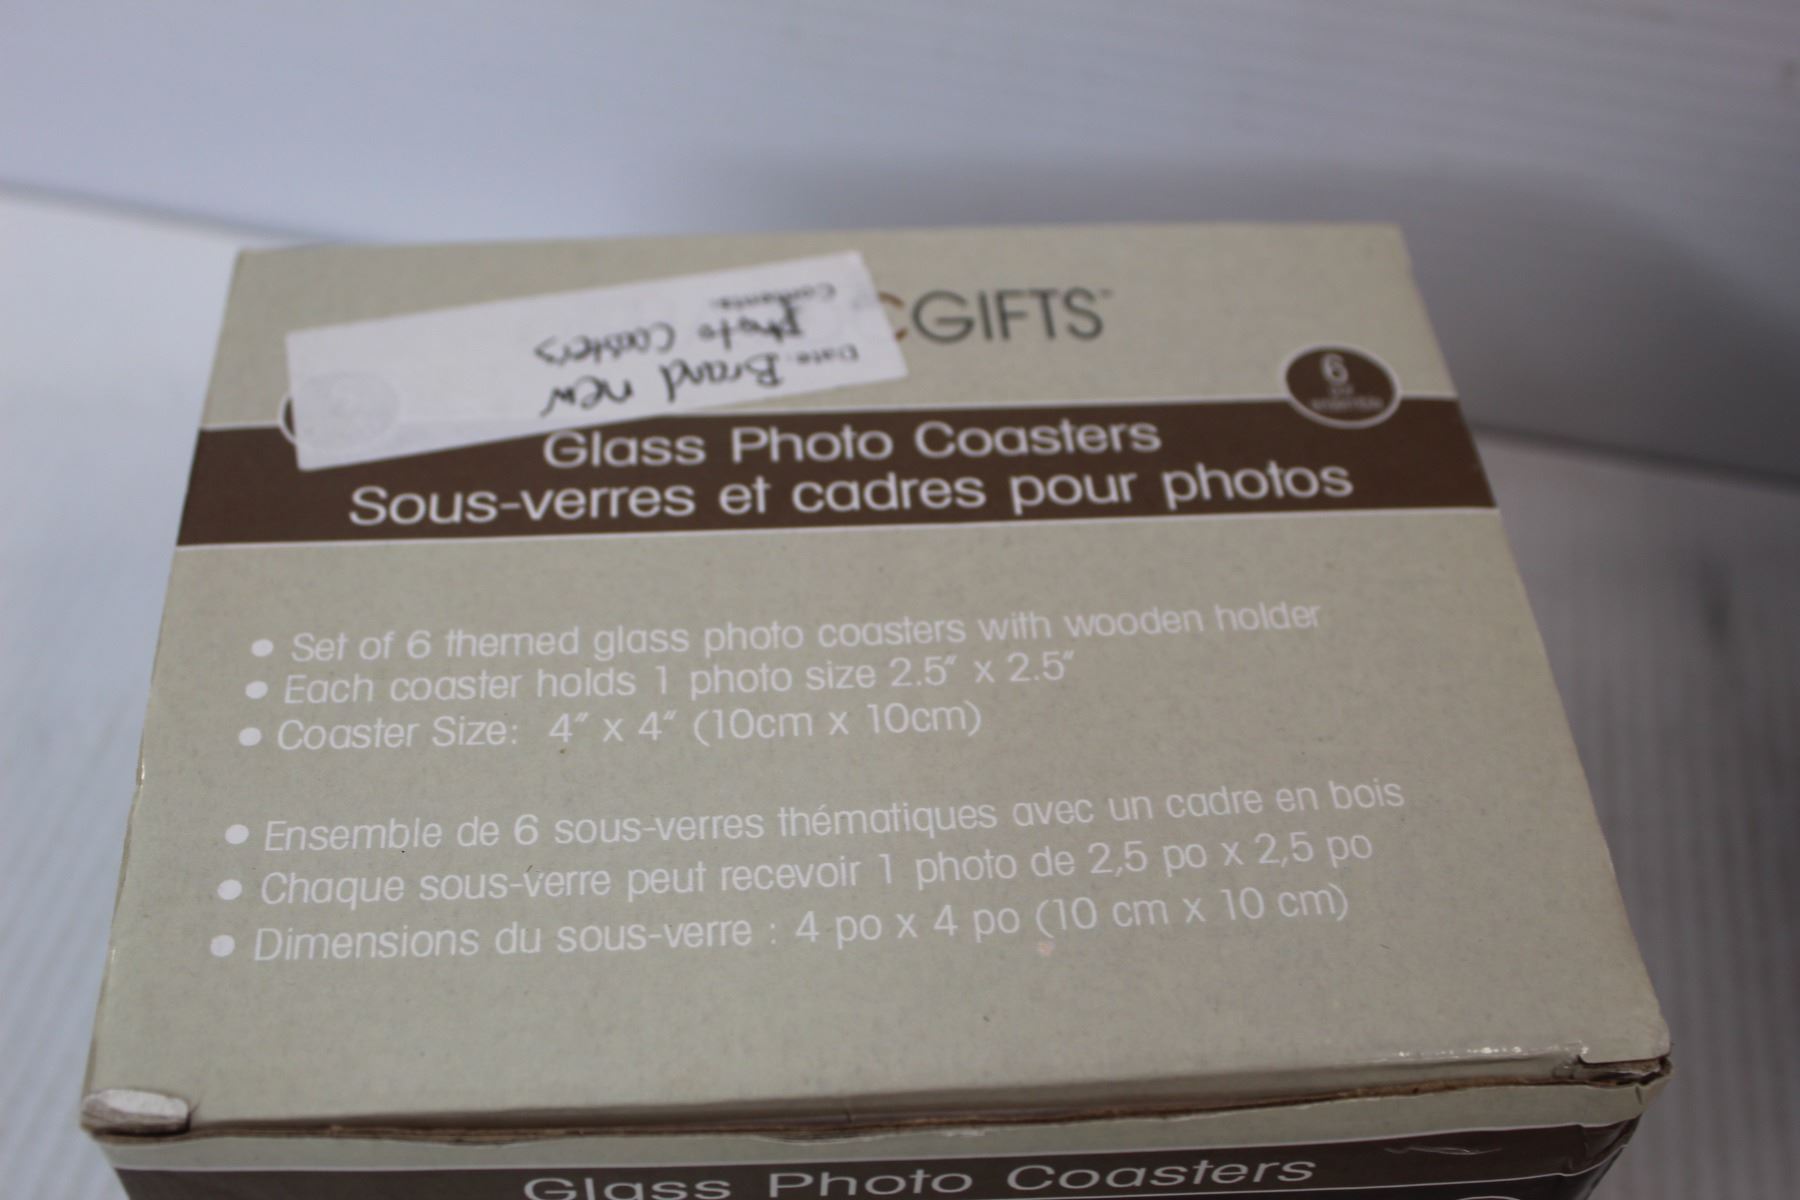 CGIFTS™
Date: Brand new
Contents:
Photo Coasters
6
Glass Photo Coasters
Sous-verres et cadres pour photos
• Set of 6 themed glass photo coasters with wooden holder
• Each coaster holds 1 photo size 2.5" x 2.5"
• Coaster Size: 4" x 4" (10cm x 10cm)
• Ensemble de 6 sous-verres thématiques avec un cadre en bois
• Chaque sous-verre peut recevoir 1 photo de 2,5 po x 2,5 po
• Dimensions du sous-verre : 4 po x 4 po (10 cm x 10 cm)
Glass Photo Coasters